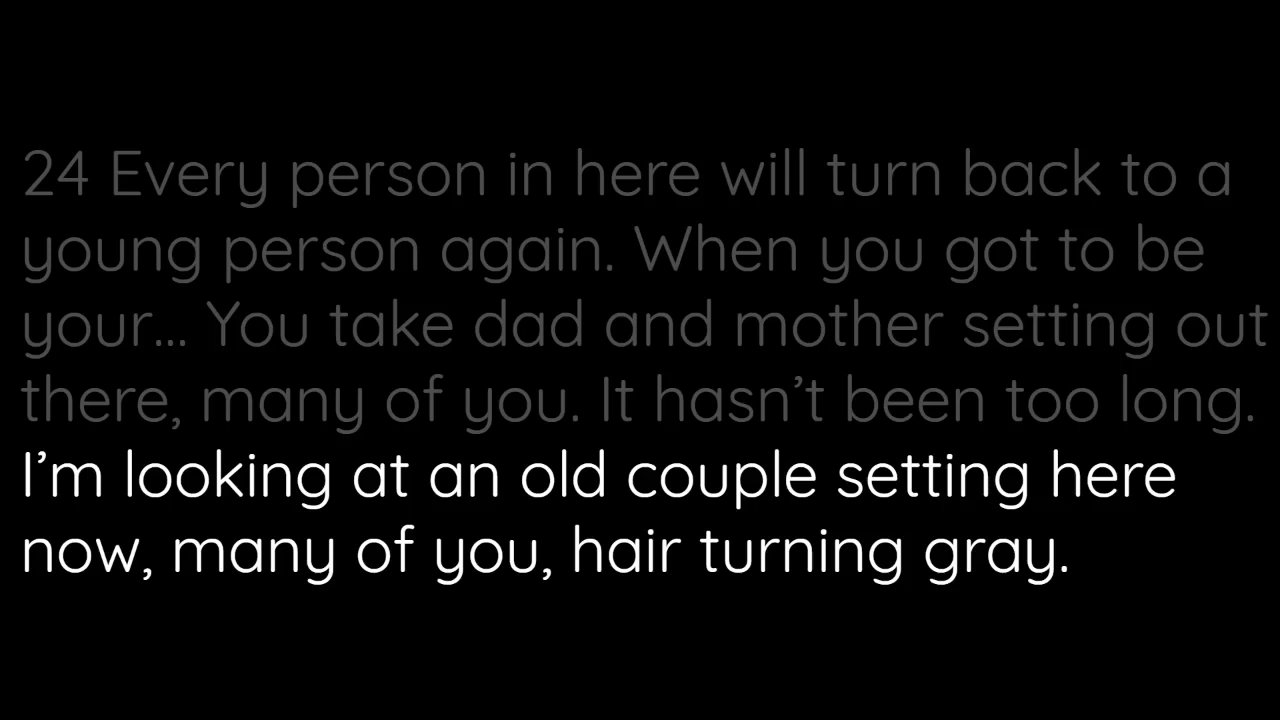 24 Every person in here will turn back to a
young person again. When you got to be
your... You take dad and mother setting out
there, many of you. It hasn’t been too long.
I’m looking at an old couple setting here
now, many of you, hair turning gray.